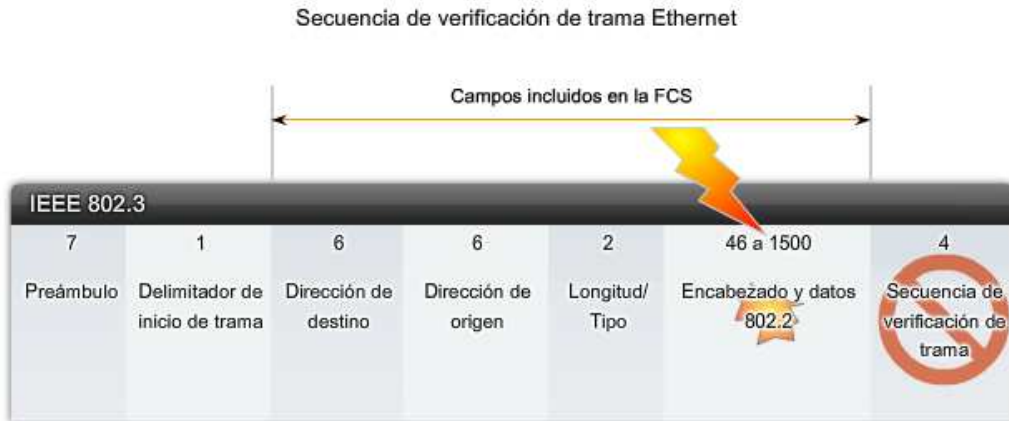 Secuencia de verificación de trama Ethernet
Campos incluidos en la FCS
IEEE 802.3
7
Preámbulo
1
Delimitador de
inicio de trama
6
Dirección de
destino
6
Dirección de
origen
2
Longitud/
Tipo
46 a 1500
Encabezado y datos
802.2
4
Secuencia de
verificación de
trama